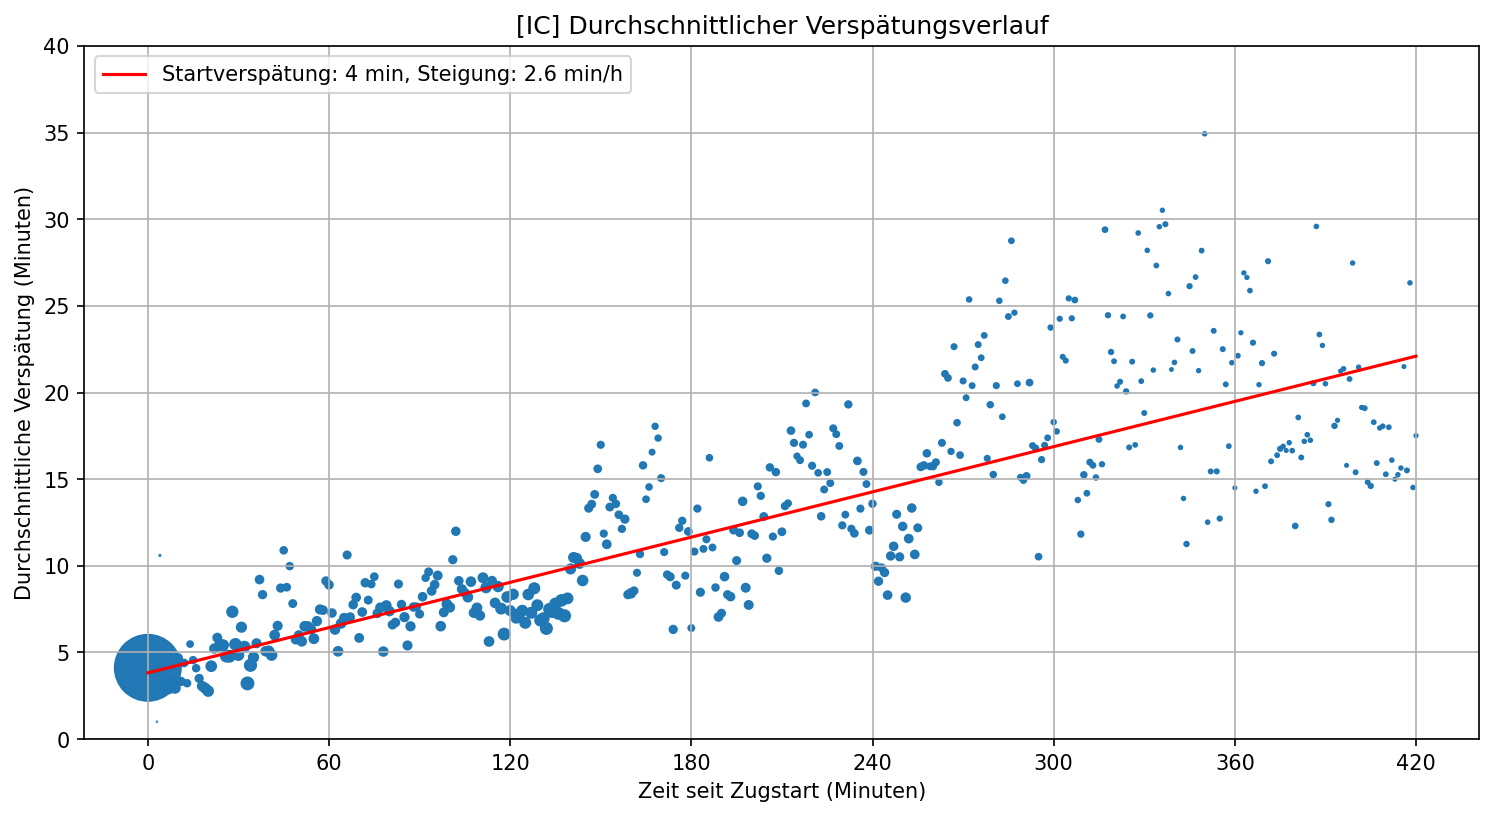 [IC] Durchschnittlicher Verspätungsverlauf
Startverspätung: 4 min, Steigung: 2.6 min/h
Durchschnittliche Verspätung (Minuten)
40
35
30
25
20
15
10
5
0
0 60 120 180 240 300 360 420
Zeit seit Zugstart (Minuten)